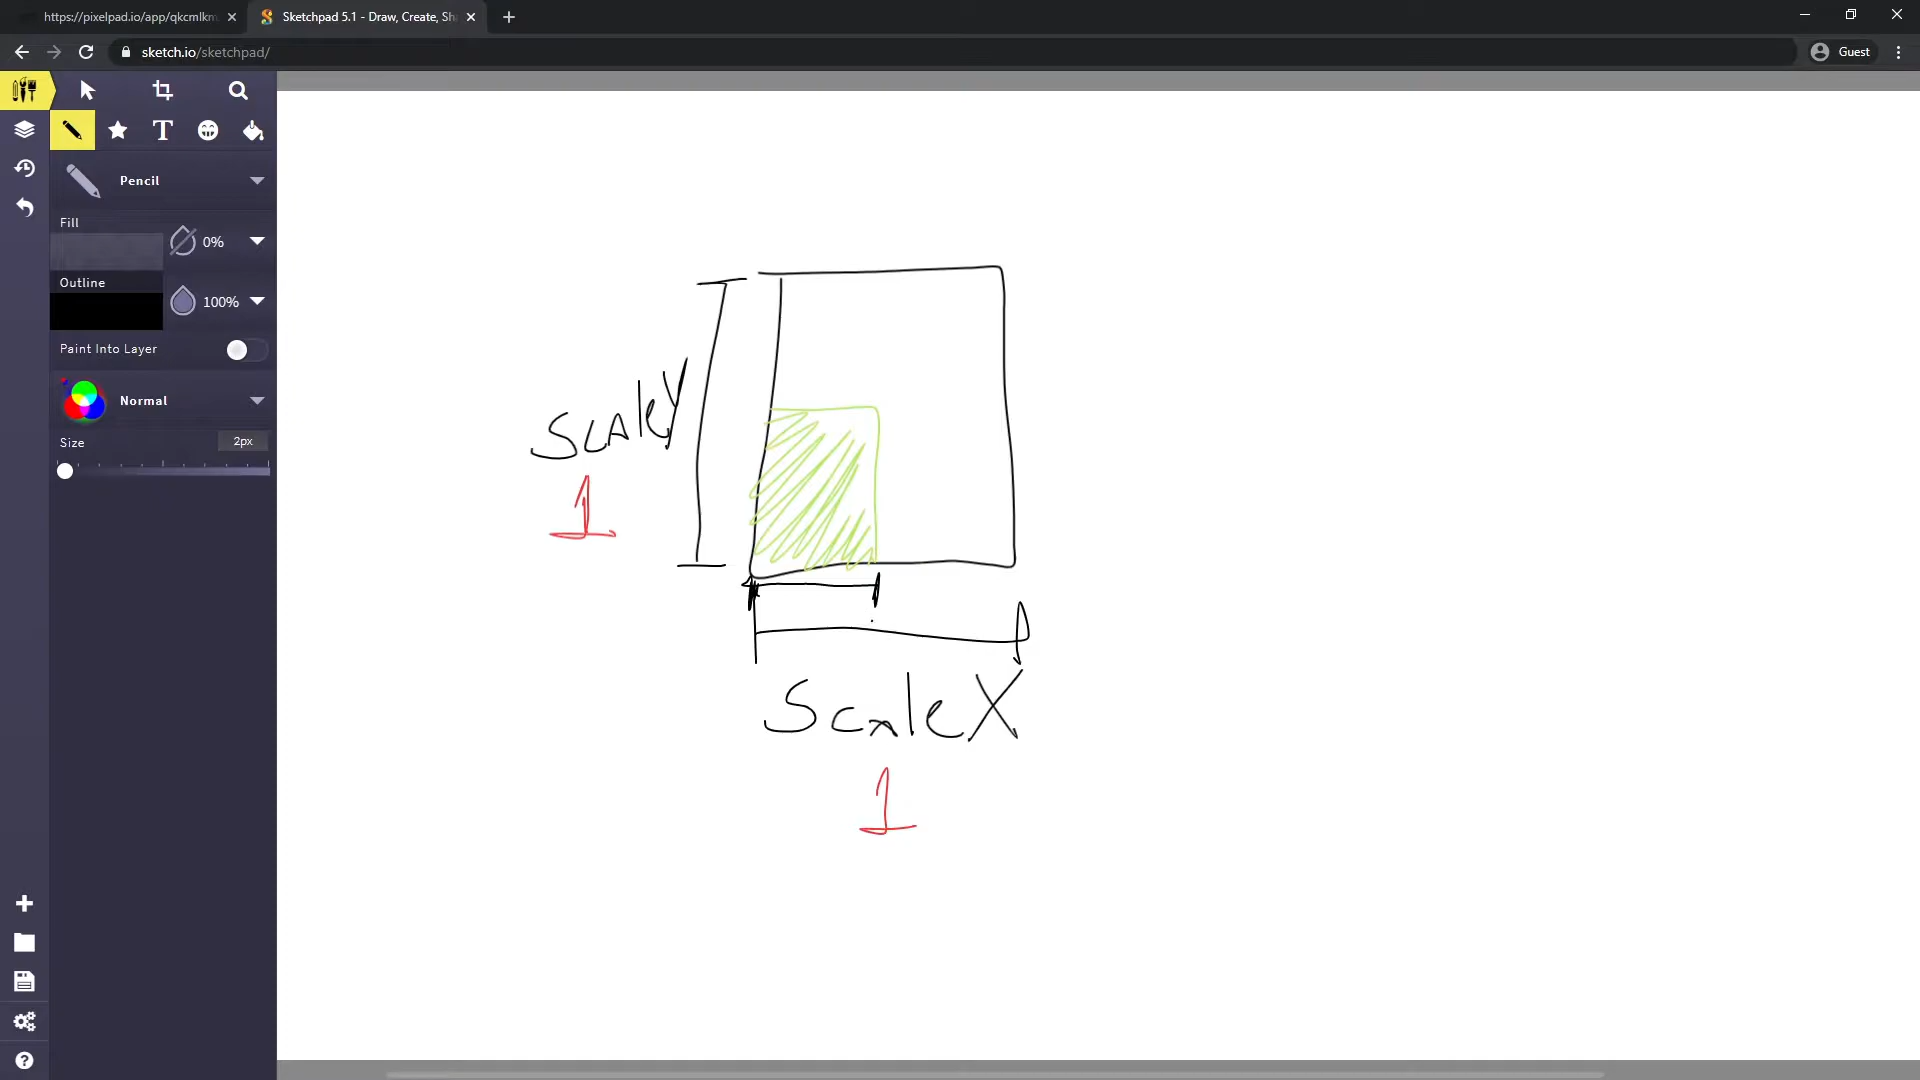 https://pixelpad.io/app/qkcmlkm
Sketchpad 5.1 - Draw, Create, Sha
sketch.io/sketchpad/
Guest
T
Pencil
Fill
0%
Outline
100%
Paint Into Layer
Normal
Size
2px
ScaleY
1
ScaleX
1